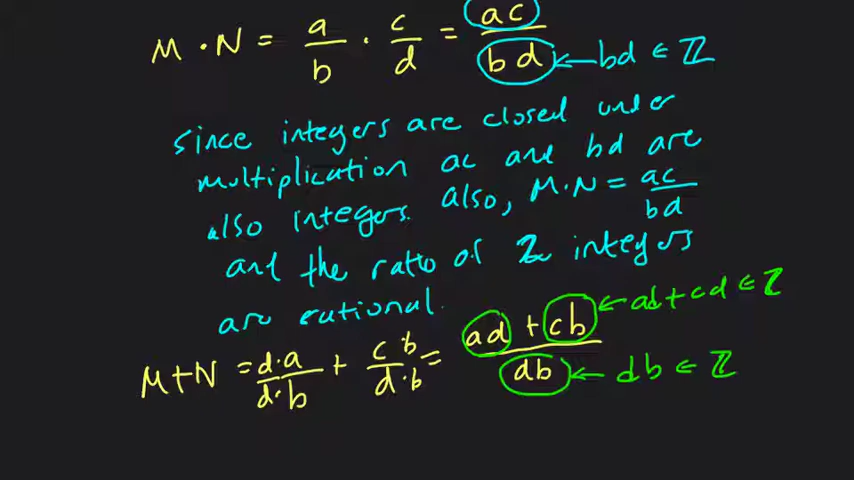 M · N = a/b · c/d = ac/bd ← bd ∈ ℤ
since integers are closed under
multiplication ac and bd are
also integers. also, M·N = ac/bd
and the ratio of 2 integers
are rational.
M+N = d·a/d·b + c·b/d·b = ad + cb/db ← ad+cd ∈ ℤ
← db ∈ ℤ